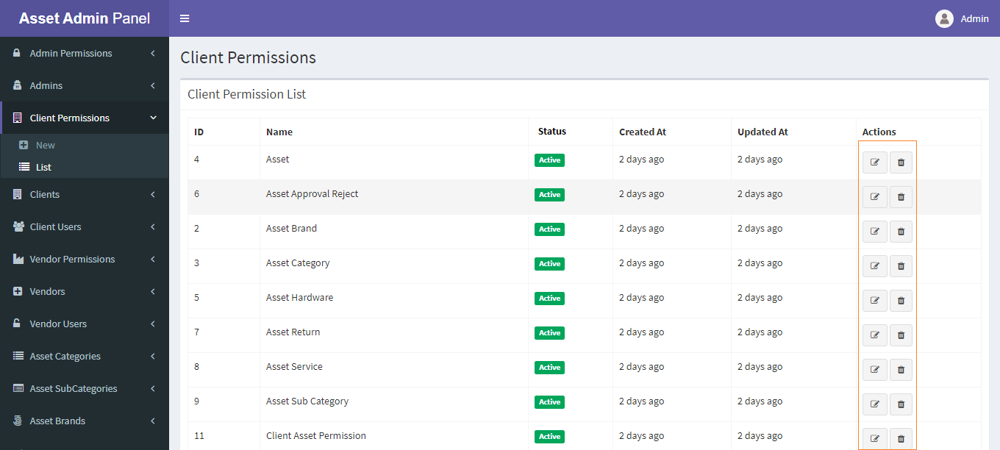 Asset Admin Panel
Admin
Admin Permissions
Admins
Client Permissions
New
List
Clients
Client Users
Vendor Permissions
Vendors
Vendor Users
Asset Categories
Asset SubCategories
Asset Brands
Client Permissions
Client Permission List
ID Name Status Created At Updated At Actions
4 Asset Active 2 days ago 2 days ago
6 Asset Approval Reject Active 2 days ago 2 days ago
2 Asset Brand Active 2 days ago 2 days ago
3 Asset Category Active 2 days ago 2 days ago
5 Asset Hardware Active 2 days ago 2 days ago
7 Asset Return Active 2 days ago 2 days ago
8 Asset Service Active 2 days ago 2 days ago
9 Asset Sub Category Active 2 days ago 2 days ago
11 Client Asset Permission Active 2 days ago 2 days ago